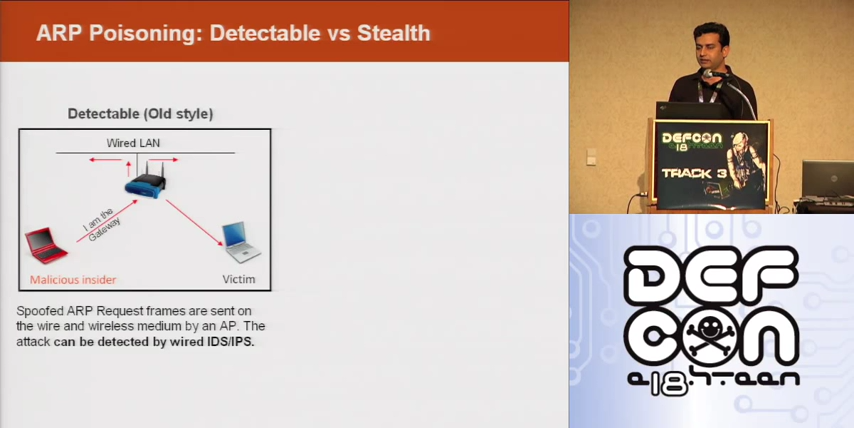 ARP Poisoning: Detectable vs Stealth
Detectable (Old style)
Wired LAN
I am the
Gateway
Malicious insider
Victim
Spoofed ARP Request frames are sent on
the wire and wireless medium by an AP. The
attack can be detected by wired IDS/IPS.
DEFCON
18
TRACK 3
DEF
CON
e18hteen